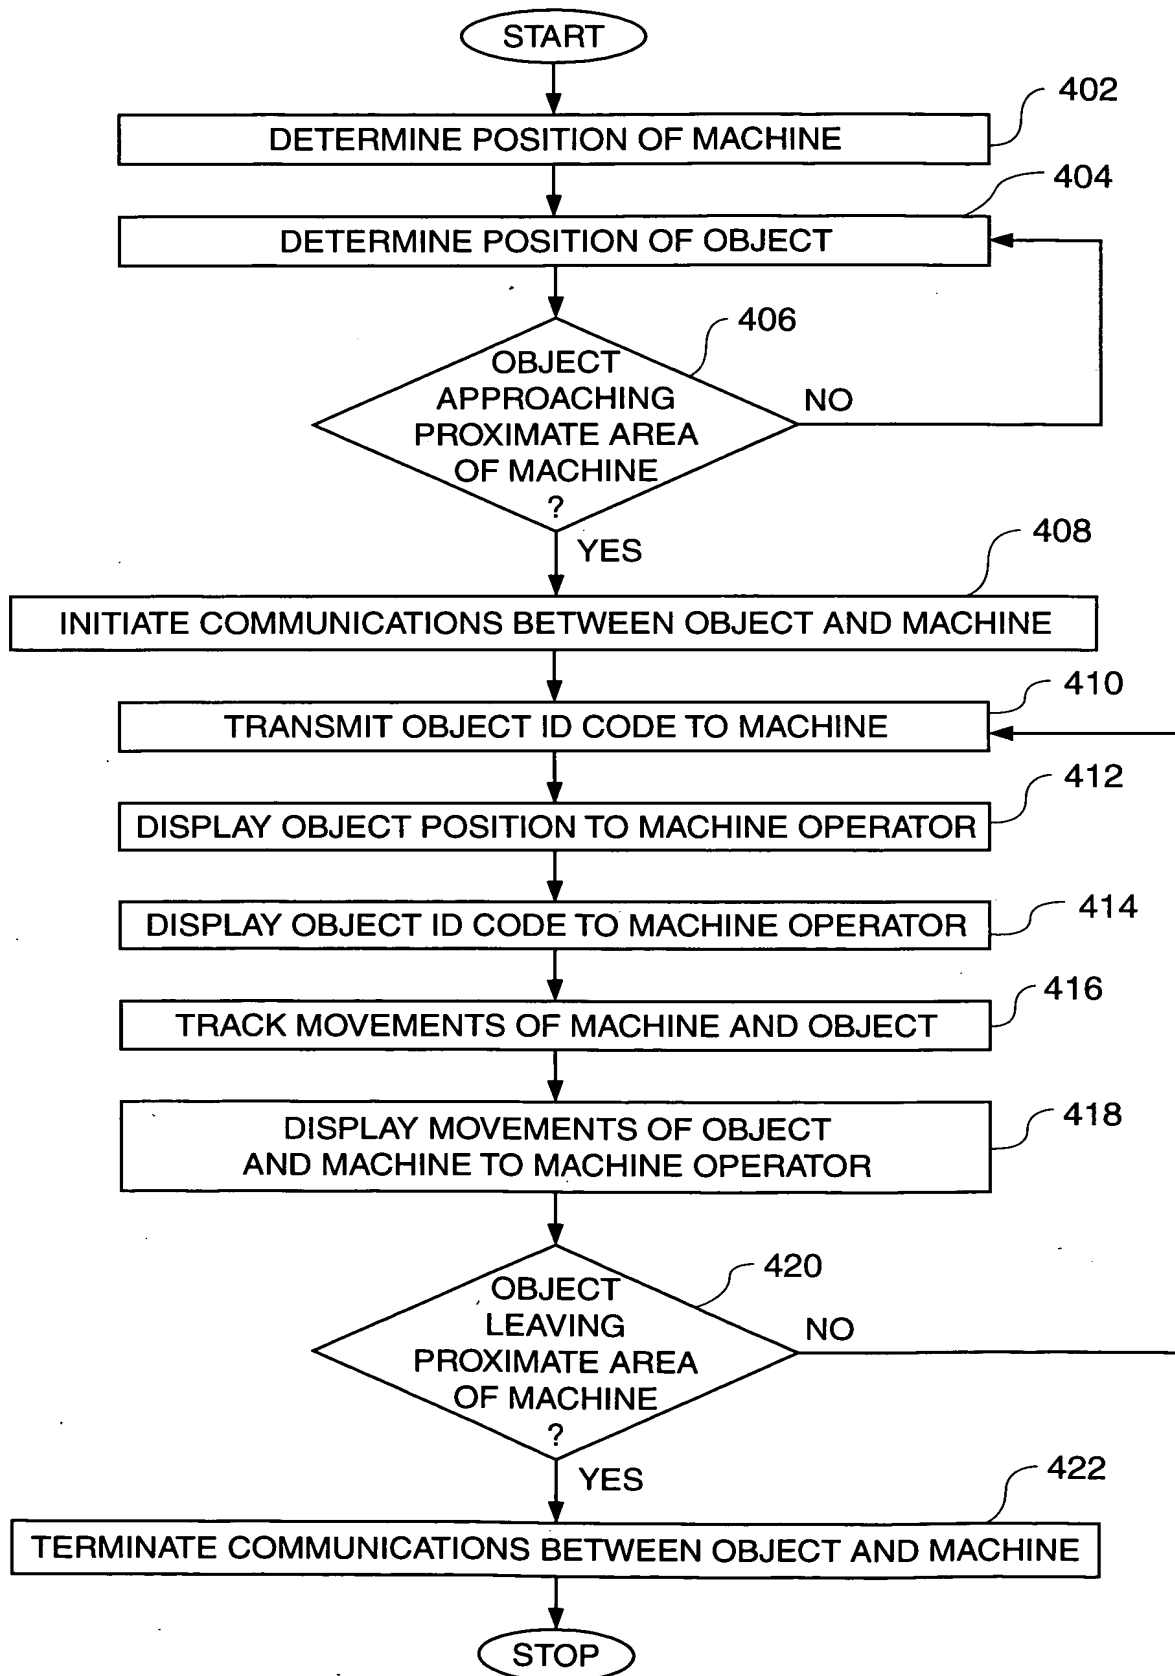 START
402
DETERMINE POSITION OF MACHINE
404
DETERMINE POSITION OF OBJECT
406
OBJECT
APPROACHING
PROXIMATE AREA
OF MACHINE
?
NO
YES
408
INITIATE COMMUNICATIONS BETWEEN OBJECT AND MACHINE
410
TRANSMIT OBJECT ID CODE TO MACHINE
412
DISPLAY OBJECT POSITION TO MACHINE OPERATOR
414
DISPLAY OBJECT ID CODE TO MACHINE OPERATOR
416
TRACK MOVEMENTS OF MACHINE AND OBJECT
418
DISPLAY MOVEMENTS OF OBJECT
AND MACHINE TO MACHINE OPERATOR
420
OBJECT
LEAVING
PROXIMATE AREA
OF MACHINE
?
NO
YES
422
TERMINATE COMMUNICATIONS BETWEEN OBJECT AND MACHINE
STOP